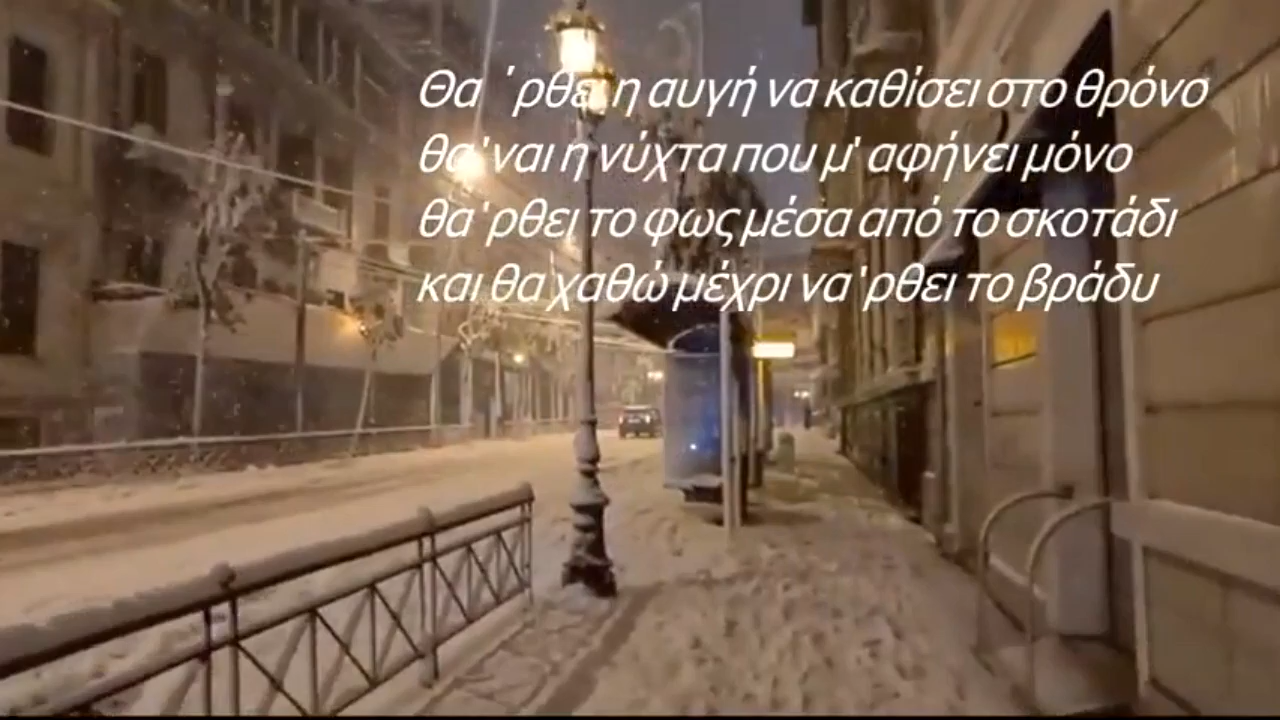 Θα ΄ρθει η αυγή να καθίσει στο θρόνο
θα'ναι η νύχτα που μ' αφήνει μόνο
θα'ρθει το φως μέσα από το σκοτάδι
και θα χαθώ μέχρι να'ρθει το βράδυ